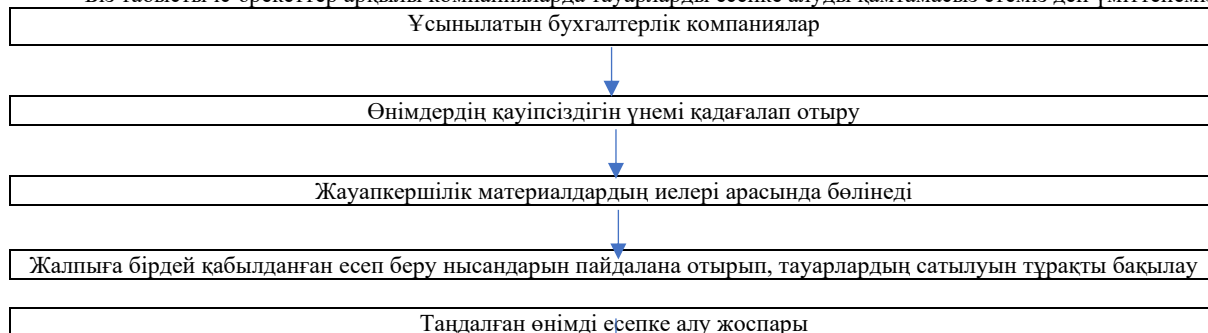 Ұсынылатын бухгалтерлік компаниялар
Өнімдердің қауіпсіздігін үнемі қадағалап отыру
Жауапкершілік материалдардың иелері арасында бөлінеді
Жалпыға бірдей қабылданған есеп беру нысандарын пайдалана отырып, тауарлардың сатылуын тұрақты бақылау
Таңдалған өнімді есепке алу жоспары